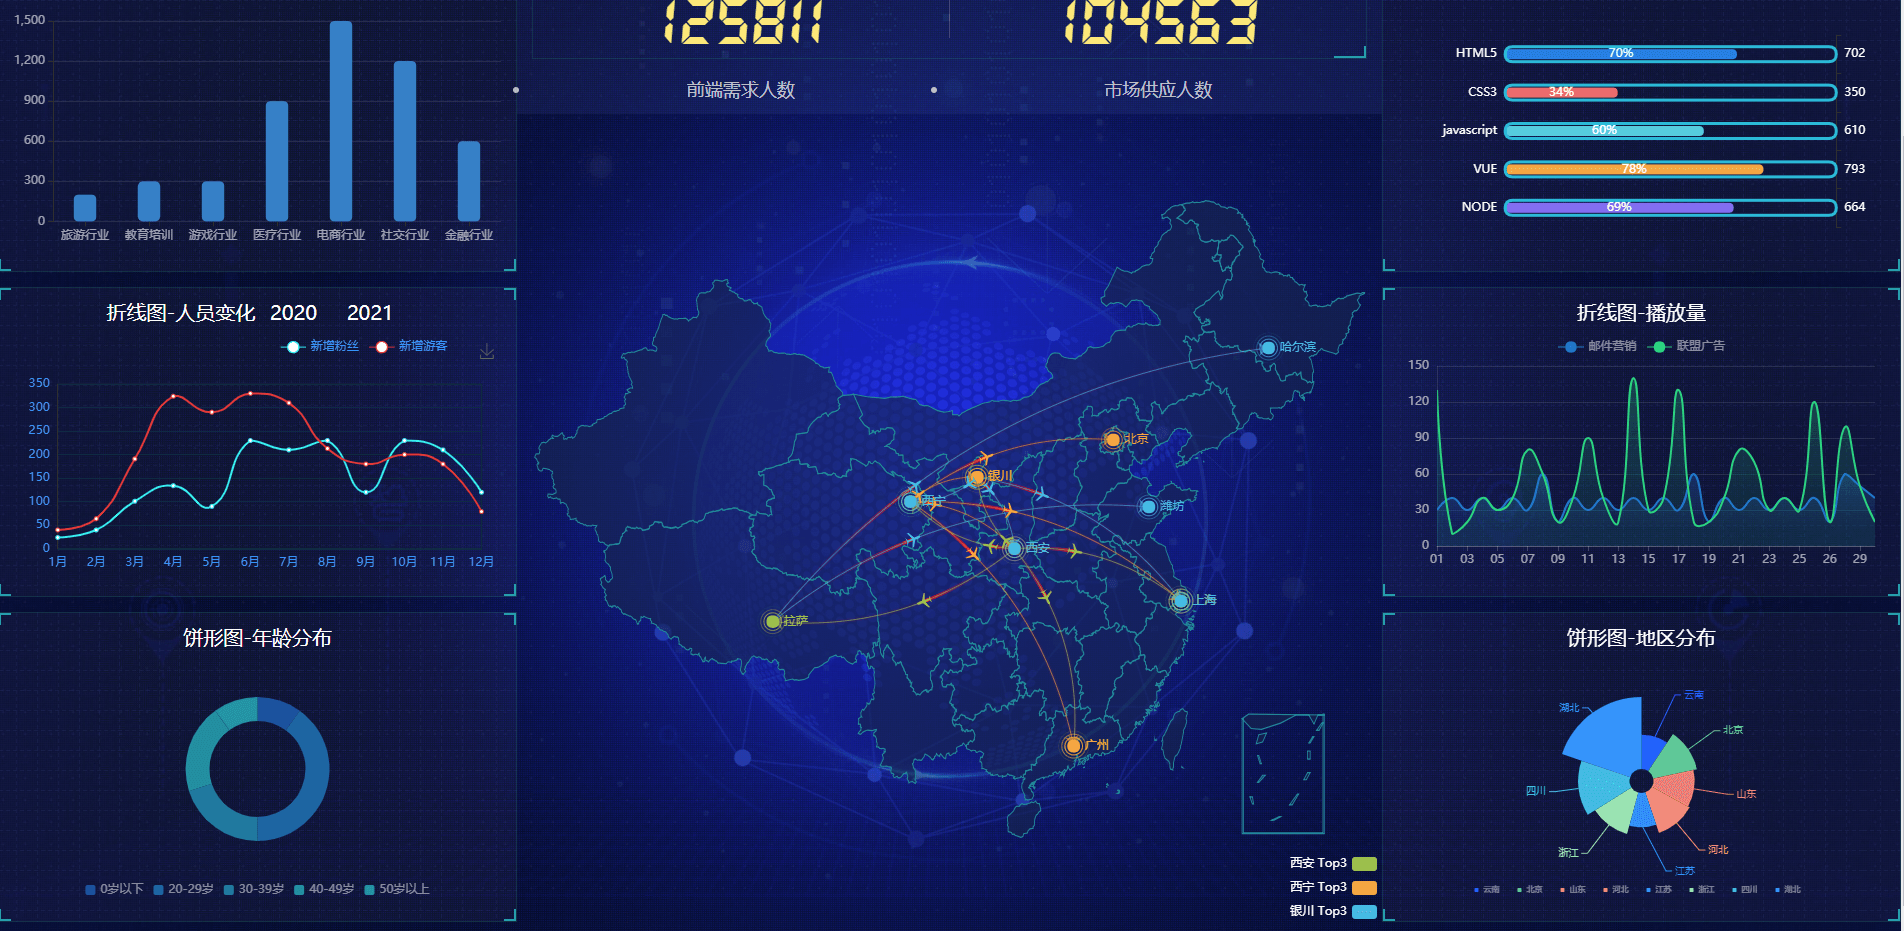 1,500
1,200
900
600
300
0
旅游行业 教育培训 游戏行业 医疗行业 电商行业 社交行业 金融行业
125811 104563
前端需求人数 市场供应人数
HTML5 70% 702
CSS3 34% 350
javascript 60% 610
VUE 78% 793
NODE 69% 664
折线图-人员变化 2020 2021
新增粉丝 新增游客
350
300
250
200
150
100
50
0
1月 2月 3月 4月 5月 6月 7月 8月 9月 10月 11月 12月
饼形图-年龄分布
0岁以下 20-29岁 30-39岁 40-49岁 50岁以上
哈尔滨
北京
银川
西宁
潍坊
西安
上海
拉萨
广州
西安 Top3
西宁 Top3
银川 Top3
折线图-播放量
邮件营销 联盟广告
150
120
90
60
30
0
01 03 05 07 09 11 13 15 17 19 21 23 25 26 29
饼形图-地区分布
云南
湖北
北京
四川
山东
浙江
河北
江苏
云南 北京 山东 河北 江苏 浙江 四川 湖北